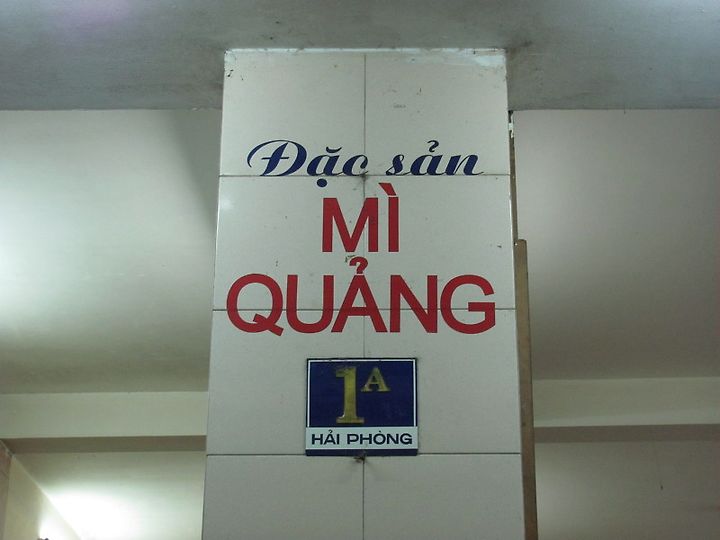 Đặc sản
MÌ
QUẢNG
1A
HẢI PHÒNG